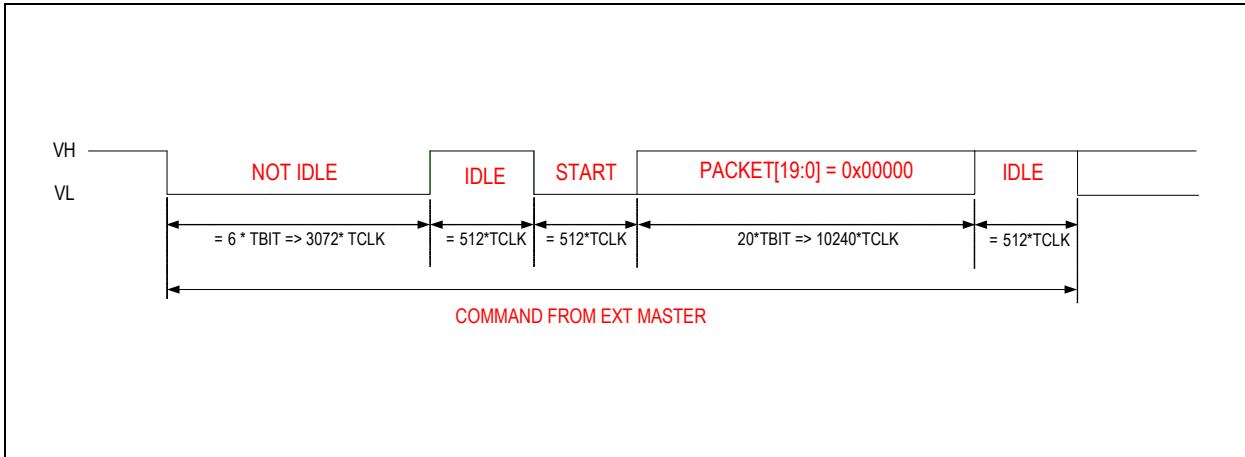 VH
VL
NOT IDLE
IDLE
START
PACKET[19:0] = 0x00000
IDLE
= 6 * TBIT => 3072* TCLK
= 512*TCLK
= 512*TCLK
20*TBIT => 10240*TCLK
= 512*TCLK
COMMAND FROM EXT MASTER